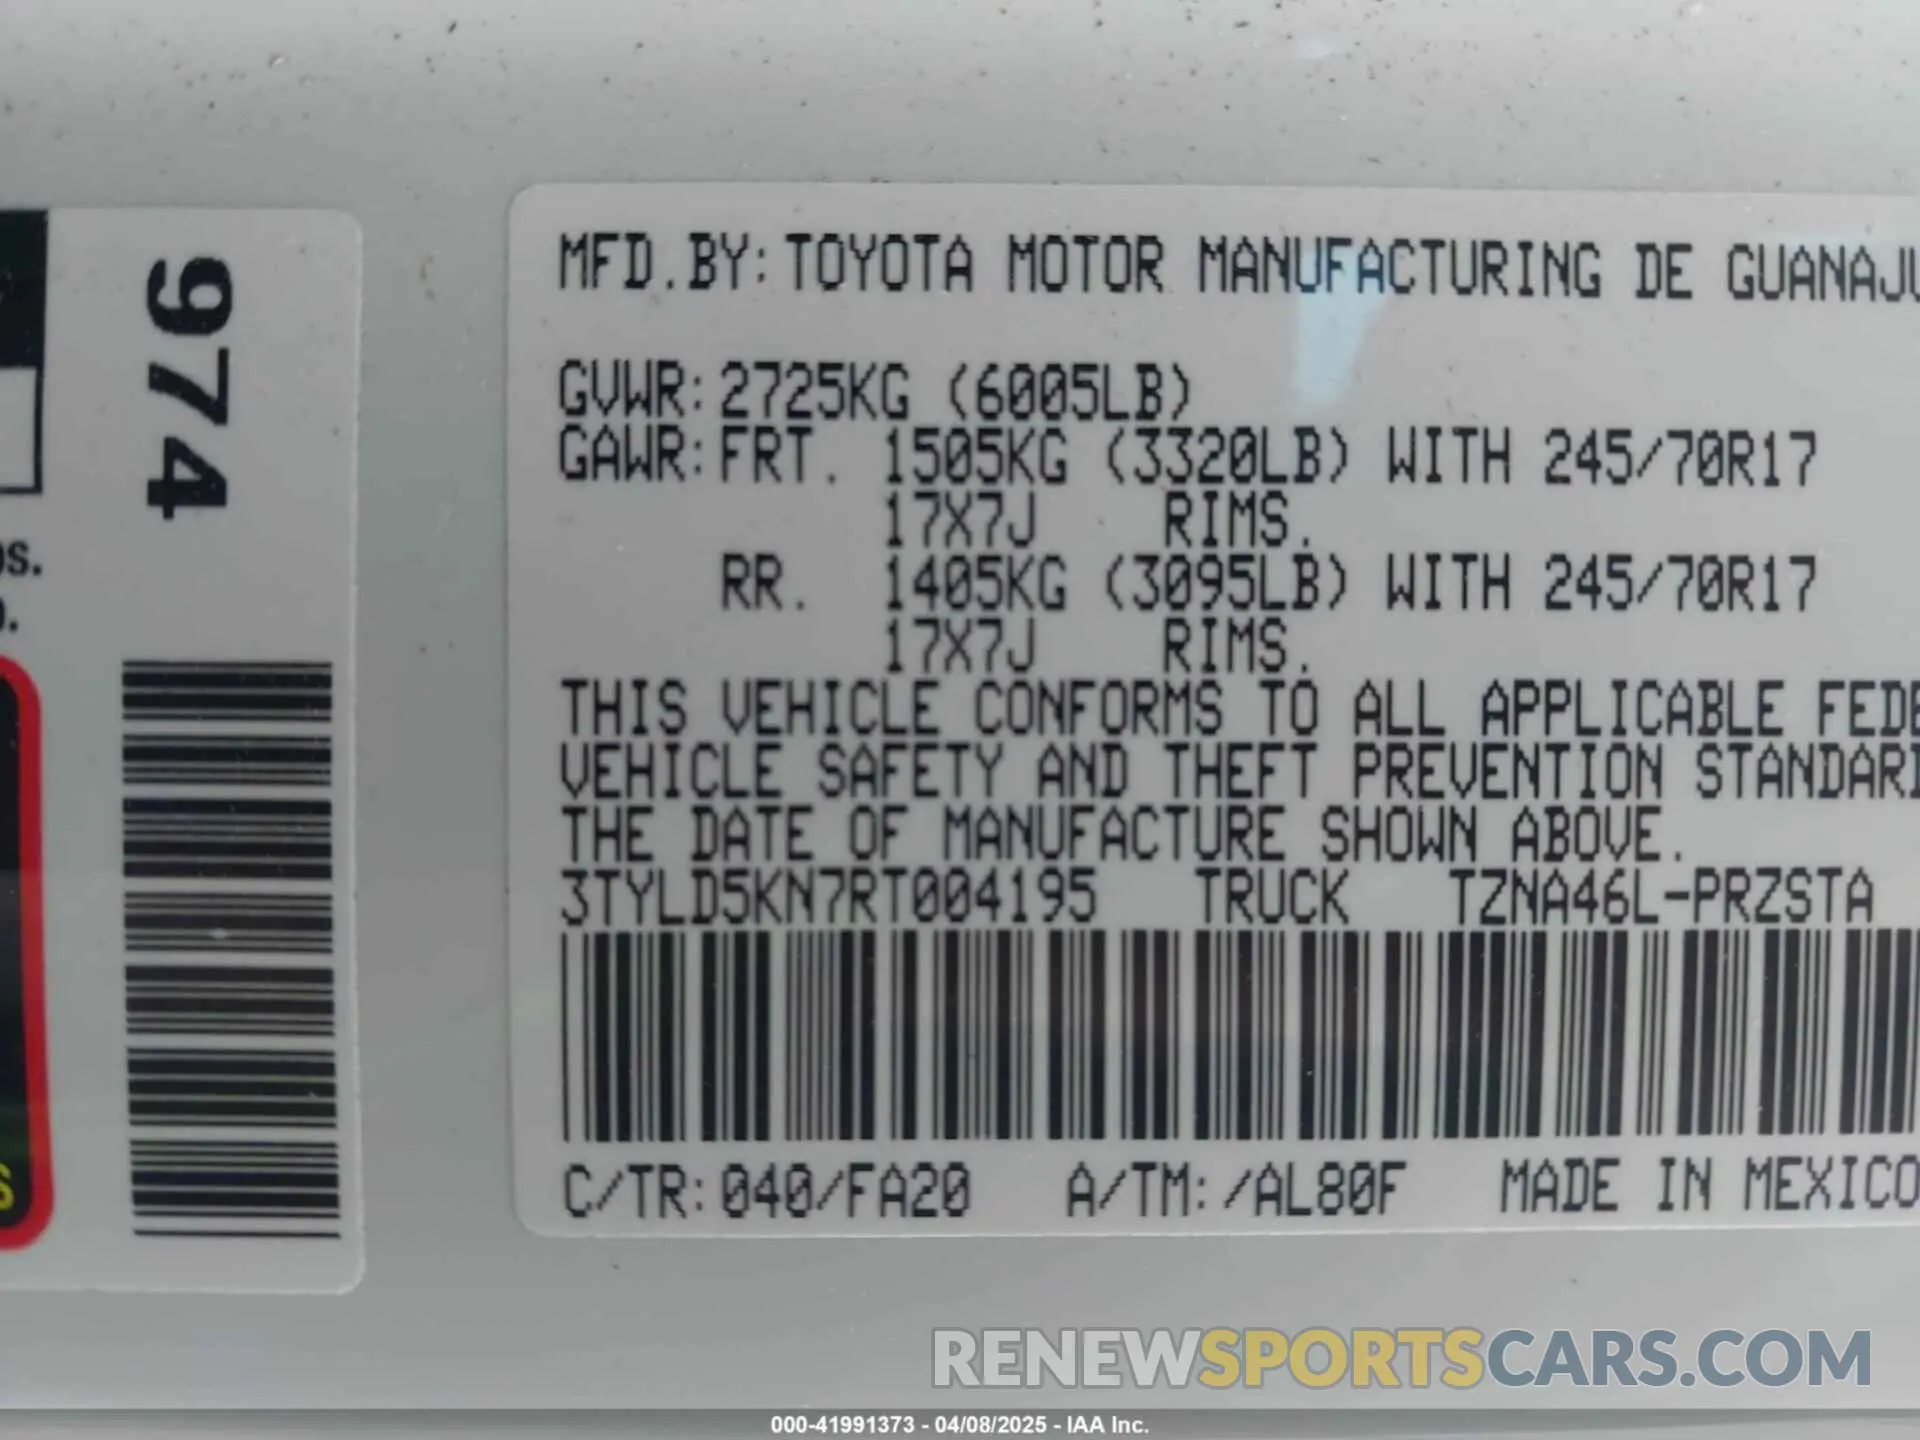 974
MFD.BY: TOYOTA MOTOR MANUFACTURING DE GUANAJU
GVWR: 2725KG (6005LB)
GAWR: FRT. 1505KG (3320LB) WITH 245/70R17
17X7J RIMS.
RR. 1405KG (3095LB) WITH 245/70R17
17X7J RIMS.
THIS VEHICLE CONFORMS TO ALL APPLICABLE FEDE
VEHICLE SAFETY AND THEFT PREVENTION STANDARD
THE DATE OF MANUFACTURE SHOWN ABOVE.
3TYLD5KN7RT004195 TRUCK TZNA46L-PRZSTA
C/TR: 040/FA20 A/TM: /AL80F MADE IN MEXICO
RENEWSPORTSCARS.COM
000-41991373 - 04/08/2025 - IAA Inc.